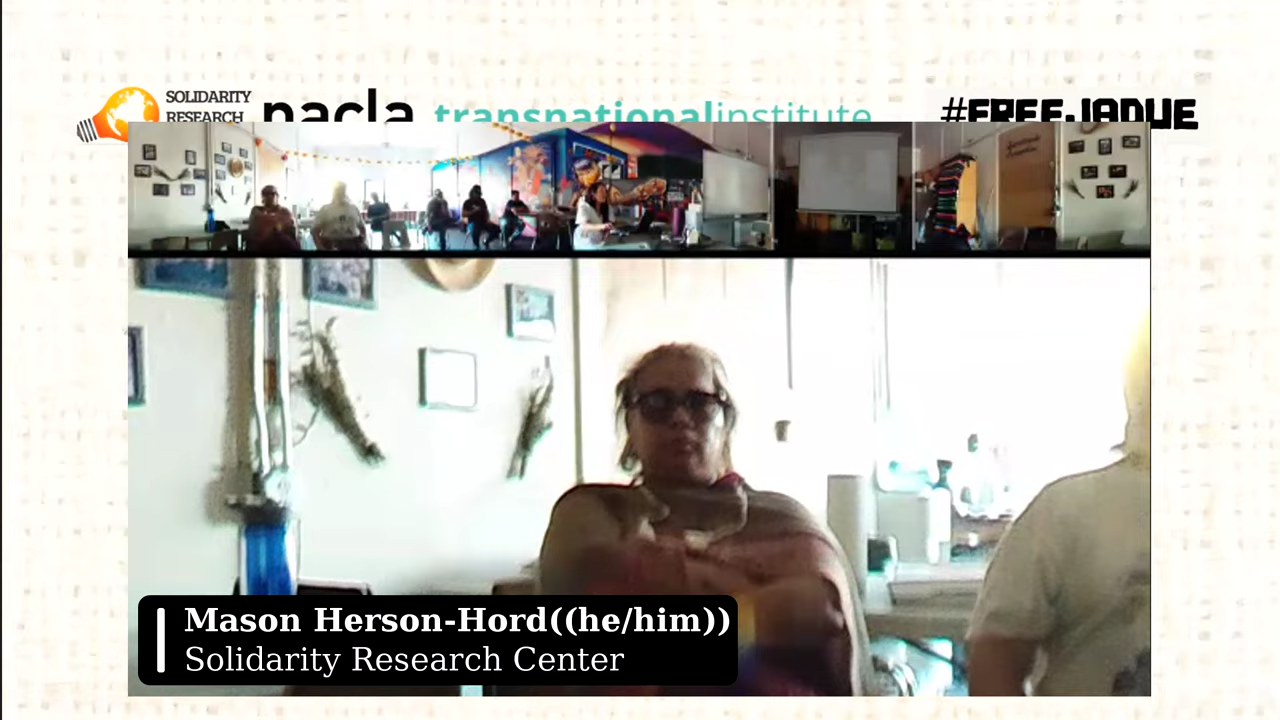 SOLIDARITY
RESEARCH
nacla
transnationalinstitute
#FREEJADUE
Mason Herson-Hord((he/him))
Solidarity Research Center